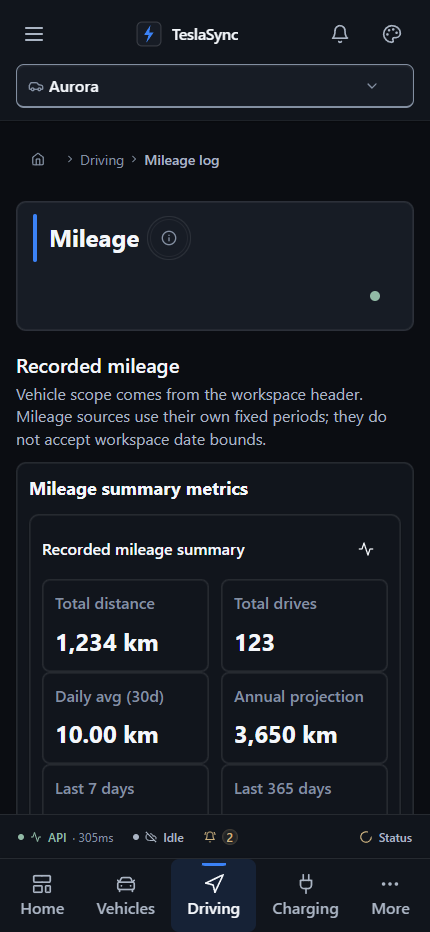 TeslaSync
Aurora
Driving
Mileage log
Mileage
Recorded mileage
Vehicle scope comes from the workspace header.
Mileage sources use their own fixed periods; they do
not accept workspace date bounds.
Mileage summary metrics
Recorded mileage summary
Total distance
1,234 km
Total drives
123
Daily avg (30d)
10.00 km
Annual projection
3,650 km
Last 7 days
Last 365 days
API · 305ms
Idle
2
Status
Home
Vehicles
Driving
Charging
More